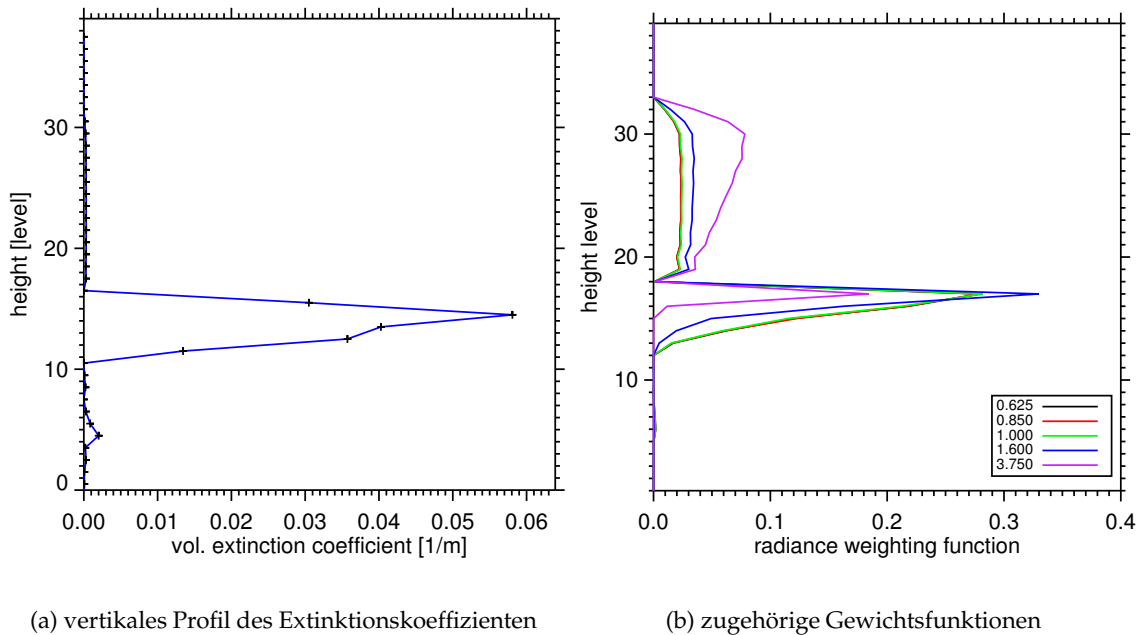 height [level]
30
20
10
0
0.00 0.01 0.02 0.03 0.04 0.05 0.06
vol. extinction coefficient [1/m]
(a) vertikales Profil des Extinktionskoeffizienten
height level
30
20
10
0.625
0.850
1.000
1.600
3.750
0.0 0.1 0.2 0.3 0.4
radiance weighting function
(b) zugehörige Gewichtsfunktionen